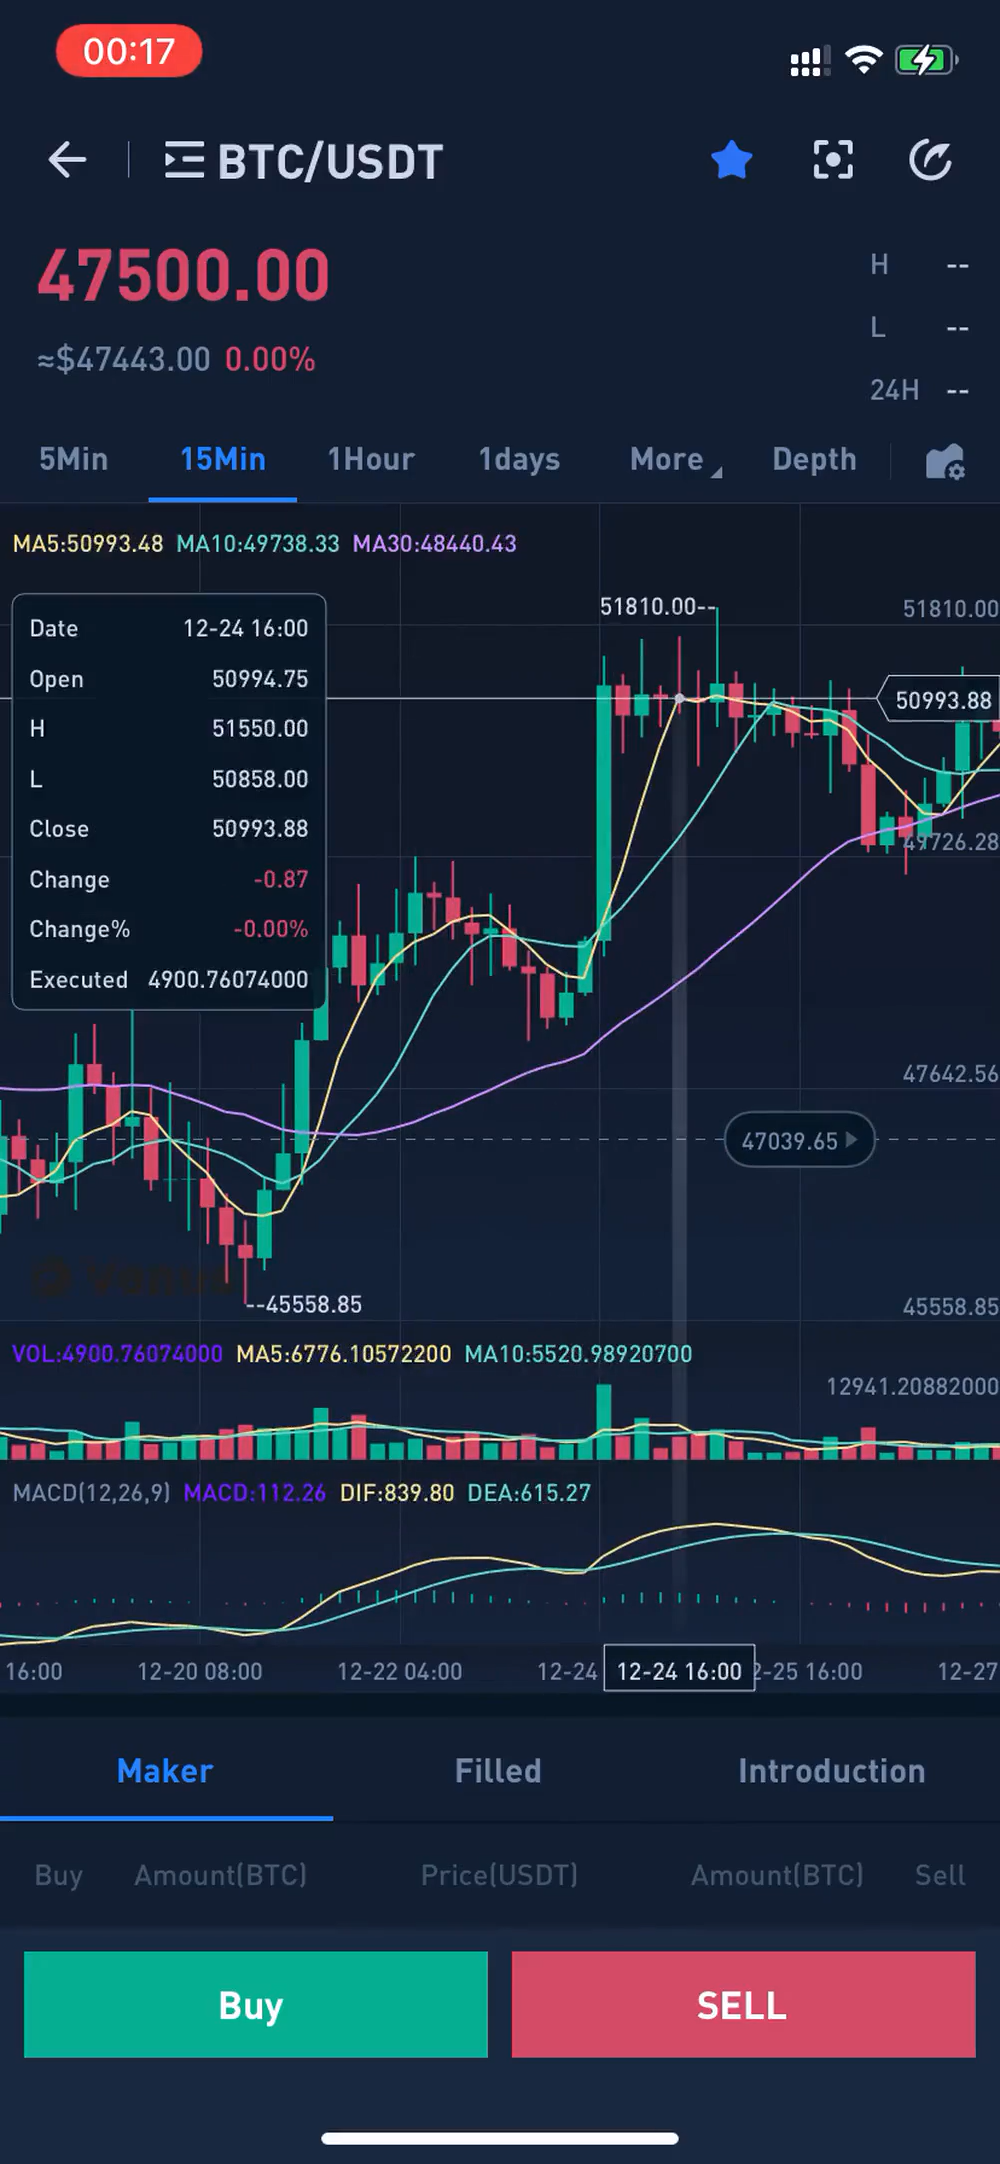 00:17
BTC/USDT
47500.00
≈$47443.00 0.00%
H --
L --
24H --
5Min 15Min 1Hour 1days More Depth
MA5:50993.48 MA10:49738.33 MA30:48440.43
Date 12-24 16:00
Open 50994.75
H 51550.00
L 50858.00
Close 50993.88
Change -0.87
Change% -0.00%
Executed 4900.76074000
51810.00--
51810.00
50993.88
49726.28
47642.56
47039.65
--45558.85
45558.85
VOL:4900.76074000 MA5:6776.10572200 MA10:5520.98920700
12941.20882000
MACD(12,26,9) MACD:112.26 DIF:839.80 DEA:615.27
16:00 12-20 08:00 12-22 04:00 12-24 12-24 16:00 2-25 16:00 12-27
Maker Filled Introduction
Buy Amount(BTC) Price(USDT) Amount(BTC) Sell
Buy SELL